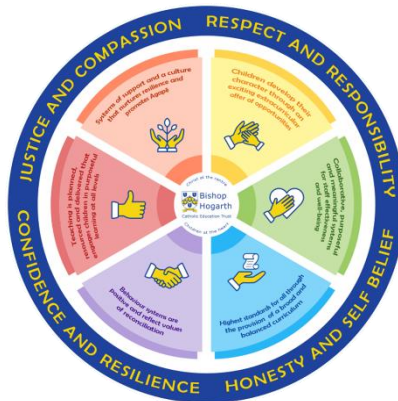 JUSTICE AND COMPASSION
RESPECT AND RESPONSIBILITY
HONESTY AND SELF BELIEF
CONFIDENCE AND RESILIENCE
Systems of support and a culture
that nurtures resilience and
promotes Agapé
Children develop their
character through an
exciting extracurricular
offer of opportunities
Collaborative, purposeful
and meaningful systems
for staff effectiveness
and well-being
Highest standards for all through
the provision of a broad and
balanced curriculum
Behaviour systems are
positive and reflect values
of reconciliation
Teaching is planned,
resourced and delivered that
engages children in purposeful
learning at all levels
Christ at the centre
Bishop
Hogarth
Catholic Education Trust
Children at the heart